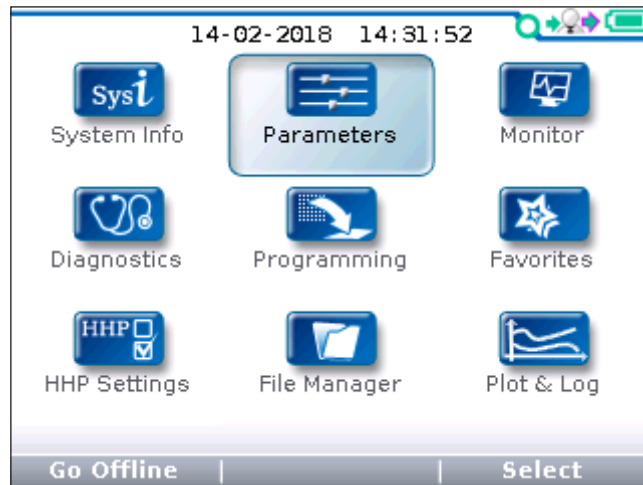 14-02-2018 14:31:52
Sysi
System Info
Parameters
Monitor
Diagnostics
Programming
Favorites
HHP
HHP Settings
File Manager
Plot & Log
Go Offline | | Select